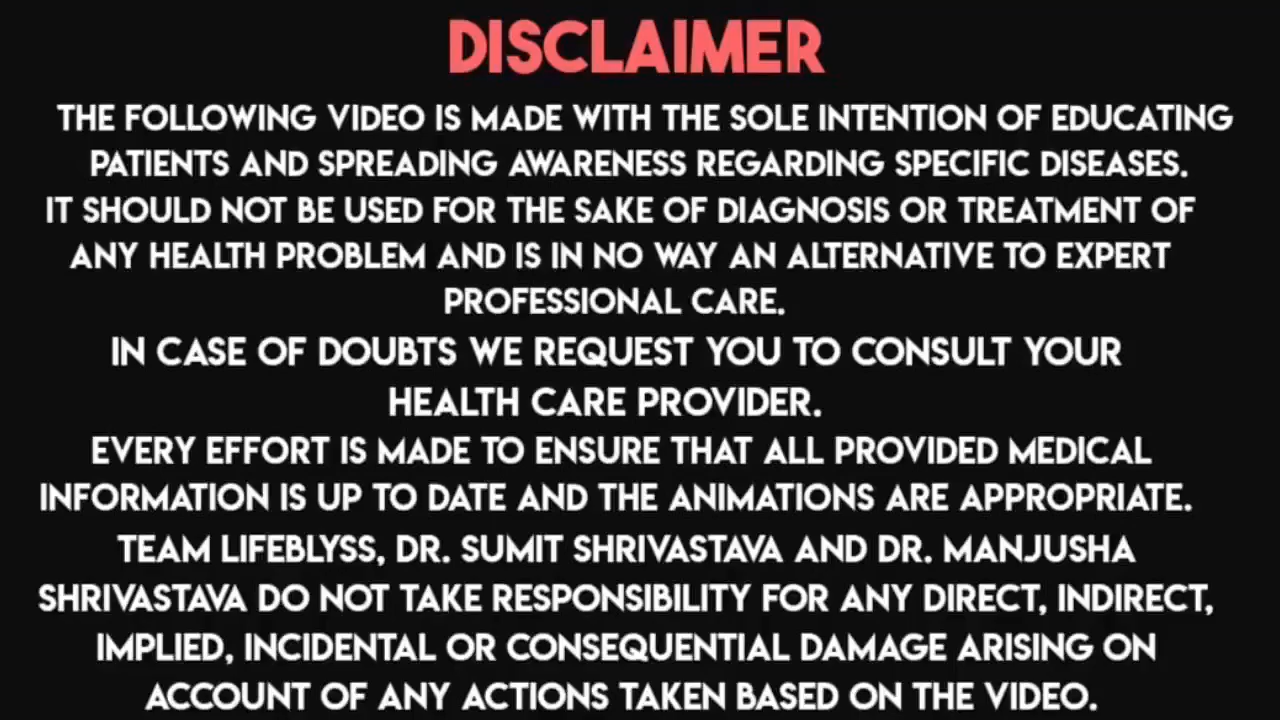 DISCLAIMER
THE FOLLOWING VIDEO IS MADE WITH THE SOLE INTENTION OF EDUCATING
PATIENTS AND SPREADING AWARENESS REGARDING SPECIFIC DISEASES.
IT SHOULD NOT BE USED FOR THE SAKE OF DIAGNOSIS OR TREATMENT OF
ANY HEALTH PROBLEM AND IS IN NO WAY AN ALTERNATIVE TO EXPERT
PROFESSIONAL CARE.
IN CASE OF DOUBTS WE REQUEST YOU TO CONSULT YOUR
HEALTH CARE PROVIDER.
EVERY EFFORT IS MADE TO ENSURE THAT ALL PROVIDED MEDICAL
INFORMATION IS UP TO DATE AND THE ANIMATIONS ARE APPROPRIATE.
TEAM LIFEBLYSS, DR. SUMIT SHRIVASTAVA AND DR. MANJUSHA
SHRIVASTAVA DO NOT TAKE RESPONSIBILITY FOR ANY DIRECT, INDIRECT,
IMPLIED, INCIDENTAL OR CONSEQUENTIAL DAMAGE ARISING ON
ACCOUNT OF ANY ACTIONS TAKEN BASED ON THE VIDEO.